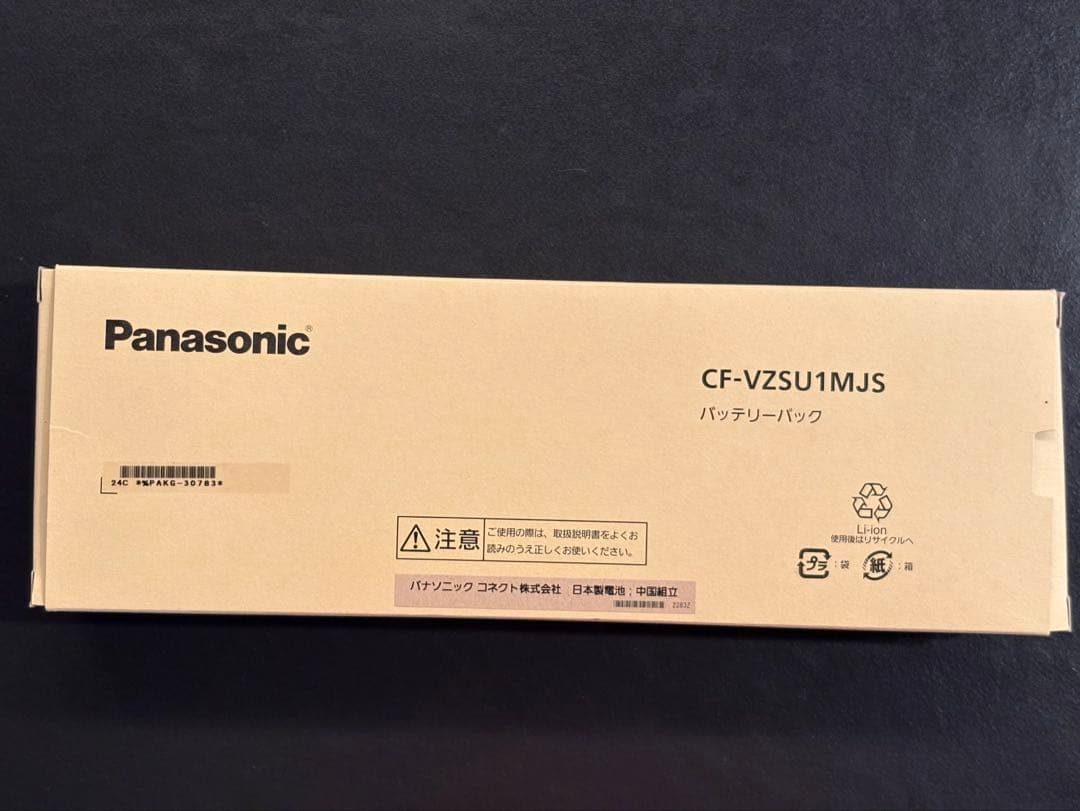 Panasonic®
CF-VZSU1MJS
バッテリーパック
24C *%PAKG-30783*
注意
ご使用の際は、取扱説明書をよくお
読みのうえ正しくお使いください。
Li-ion
使用後はリサイクルへ
プラ：袋 紙：箱
パナソニック コネクト株式会社 日本製電池；中国組立